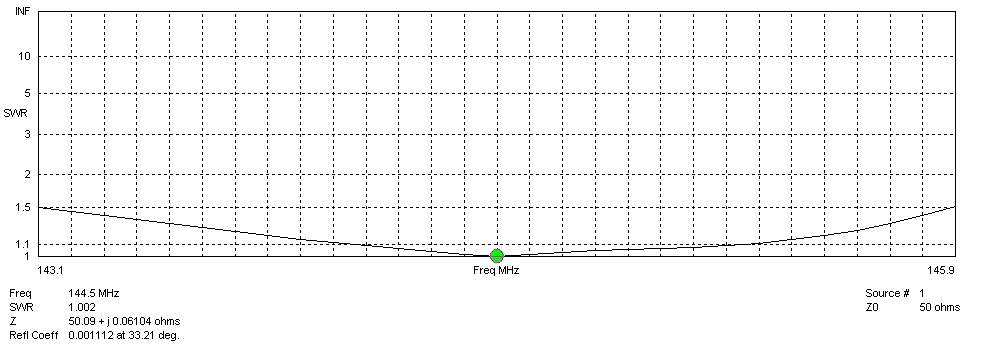 INF
10
5
SWR
3
2
1.5
1.1
1
143.1 Freq MHz 145.9
Freq 144.5 MHz Source # 1
SWR 1.002 Z0 50 ohms
Z 50.09 + j 0.06104 ohms
Refl Coeff 0.001112 at 33.21 deg.